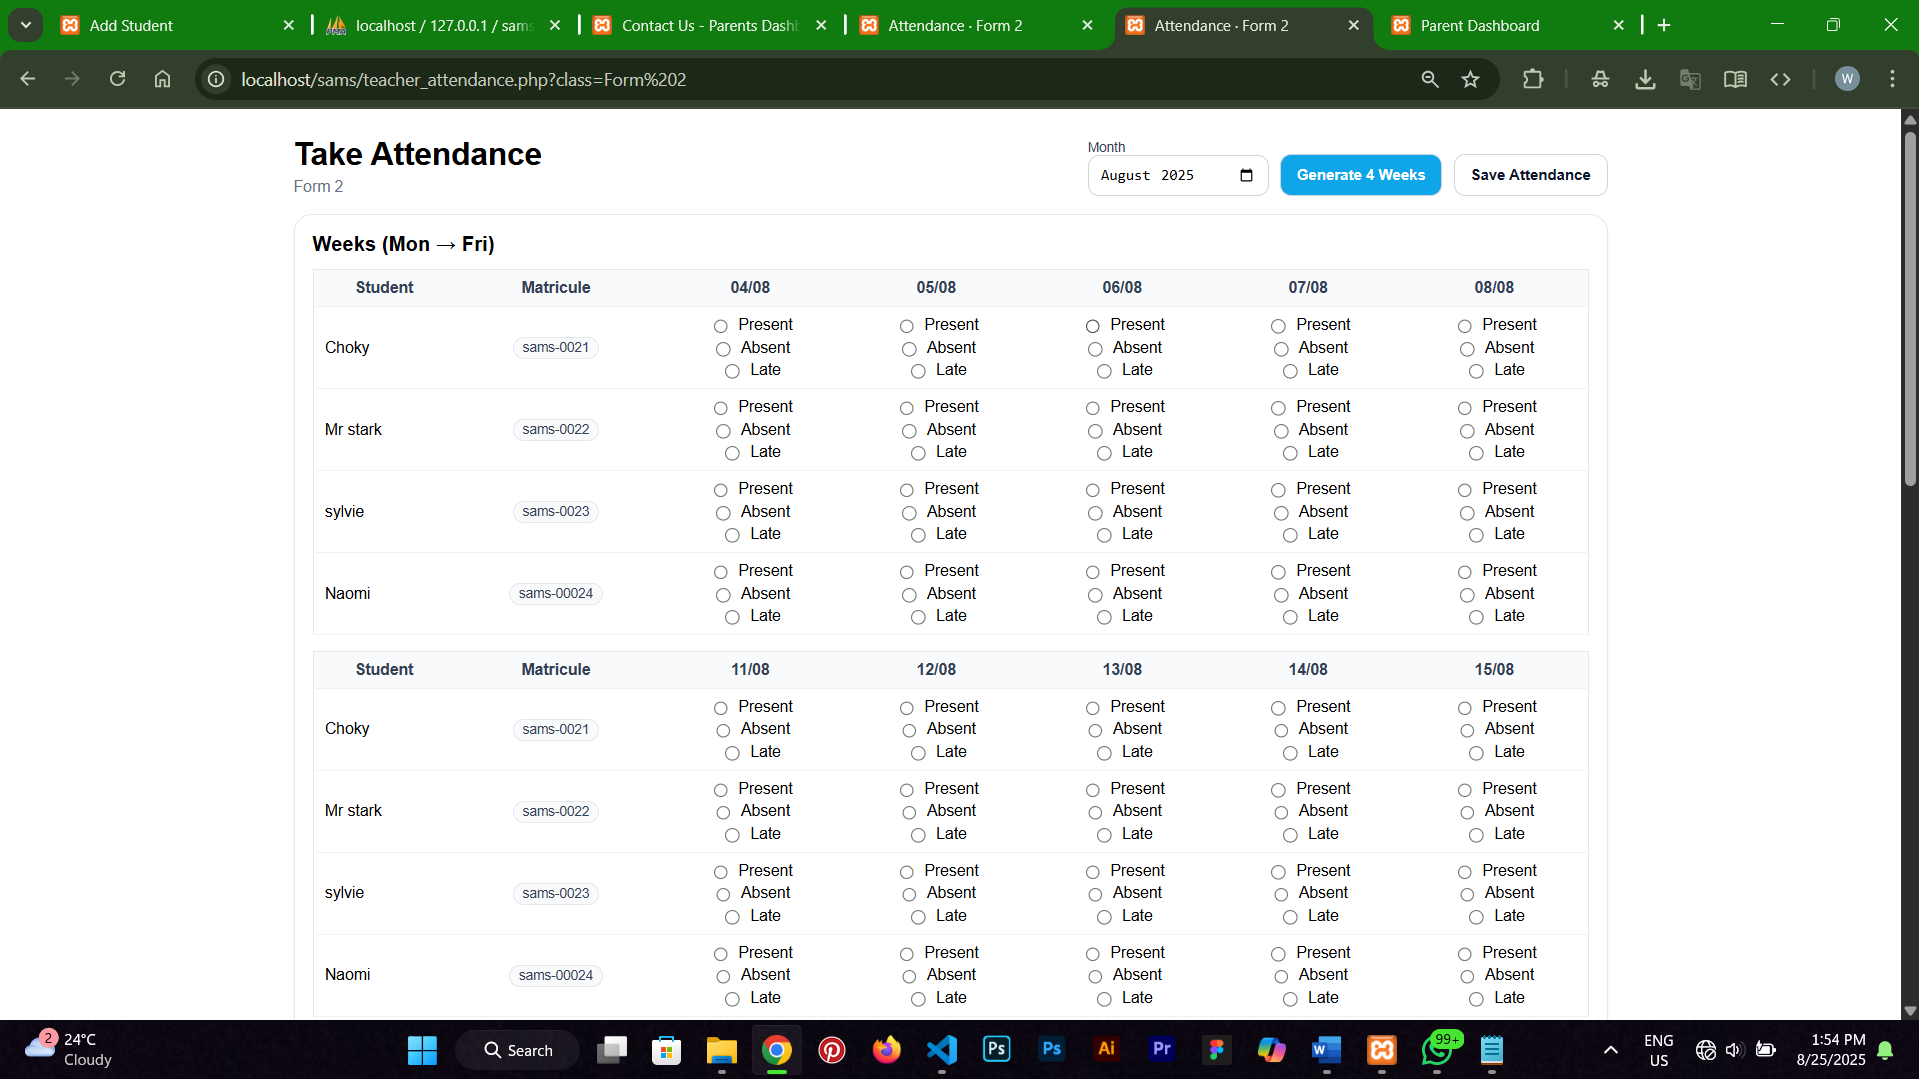 Add Student
localhost / 127.0.0.1 / sams
Contact Us - Parents Dashb
Attendance · Form 2
Attendance · Form 2
Parent Dashboard
localhost/sams/teacher_attendance.php?class=Form%202
W
Take Attendance
Form 2
Month
August 2025
Generate 4 Weeks
Save Attendance
Weeks (Mon → Fri)
Student Matricule 04/08 05/08 06/08 07/08 08/08
Choky sams-0021
Present Present Present Present Present
Absent Absent Absent Absent Absent
Late Late Late Late Late
Mr stark sams-0022
Present Present Present Present Present
Absent Absent Absent Absent Absent
Late Late Late Late Late
sylvie sams-0023
Present Present Present Present Present
Absent Absent Absent Absent Absent
Late Late Late Late Late
Naomi sams-00024
Present Present Present Present Present
Absent Absent Absent Absent Absent
Late Late Late Late Late
Student Matricule 11/08 12/08 13/08 14/08 15/08
Choky sams-0021
Present Present Present Present Present
Absent Absent Absent Absent Absent
Late Late Late Late Late
Mr stark sams-0022
Present Present Present Present Present
Absent Absent Absent Absent Absent
Late Late Late Late Late
sylvie sams-0023
Present Present Present Present Present
Absent Absent Absent Absent Absent
Late Late Late Late Late
Naomi sams-00024
Present Present Present Present Present
Absent Absent Absent Absent Absent
Late Late Late Late Late
2
24°C
Cloudy
Search
Ps
Ps
Ai
Pr
W
99+
ENG
US
1:54 PM
8/25/2025